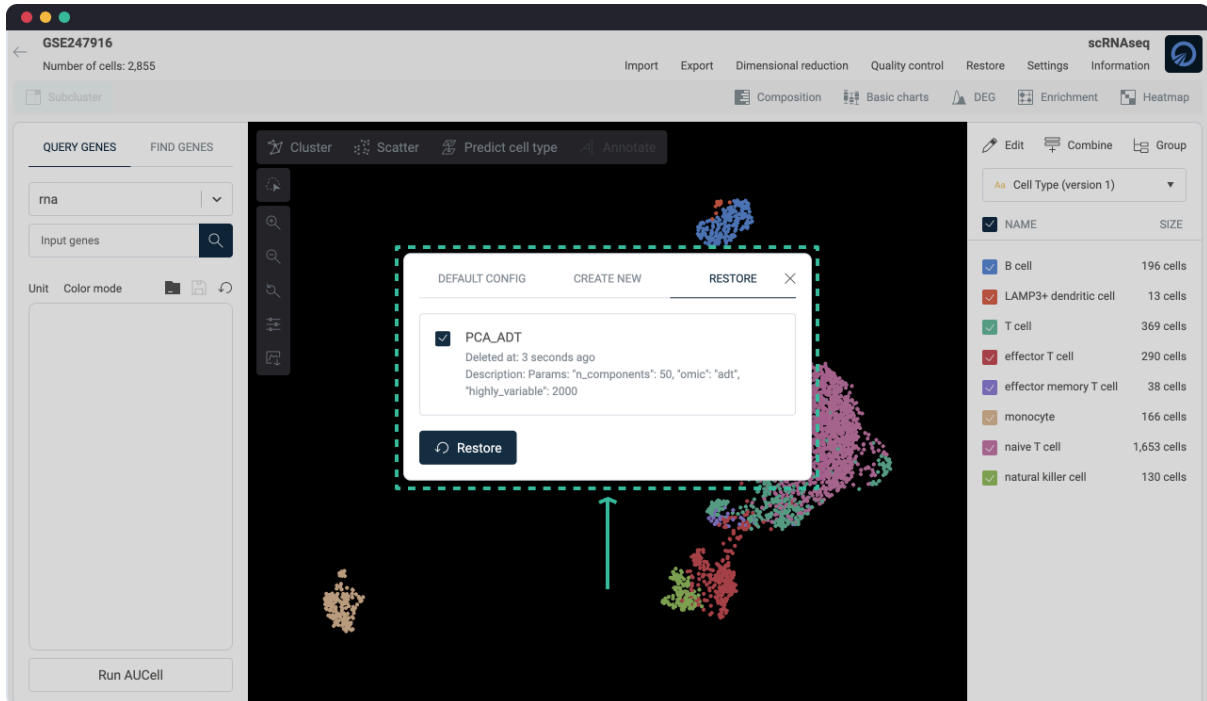 GSE247916
Number of cells: 2,855
scRNAseq
Import Export Dimensional reduction Quality control Restore Settings Information
Subcluster
Composition Basic charts DEG Enrichment Heatmap
QUERY GENES FIND GENES
rna
Input genes
Unit Color mode
Run AUCell
Cluster Scatter Predict cell type Annotate
DEFAULT CONFIG CREATE NEW RESTORE
PCA_ADT
Deleted at: 3 seconds ago
Description: Params: "n_components": 50, "omic": "adt",
"highly_variable": 2000
Restore
Edit Combine Group
Aa Cell Type (version 1)
NAME SIZE
B cell 196 cells
LAMP3+ dendritic cell 13 cells
T cell 369 cells
effector T cell 290 cells
effector memory T cell 38 cells
monocyte 166 cells
naive T cell 1,653 cells
natural killer cell 130 cells